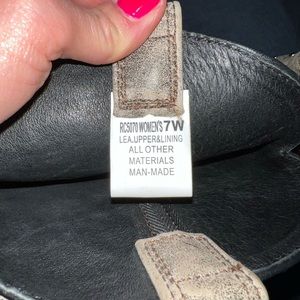 RC5070 WOMEN'S 7W
LEA.UPPER&LINING
ALL OTHER
MATERIALS
MAN-MADE